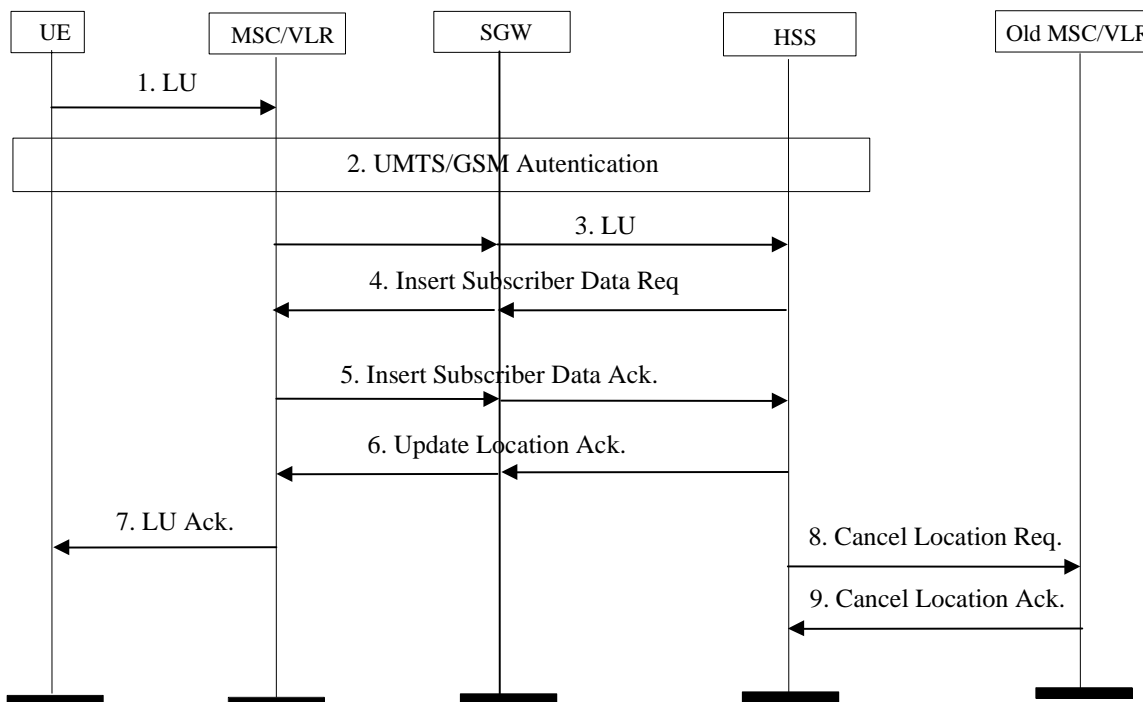 UE
MSC/VLR
SGW
HSS
Old MSC/VLR
1. LU
2. UMTS/GSM Autentication
3. LU
4. Insert Subscriber Data Req
5. Insert Subscriber Data Ack.
6. Update Location Ack.
7. LU Ack.
8. Cancel Location Req.
9. Cancel Location Ack.